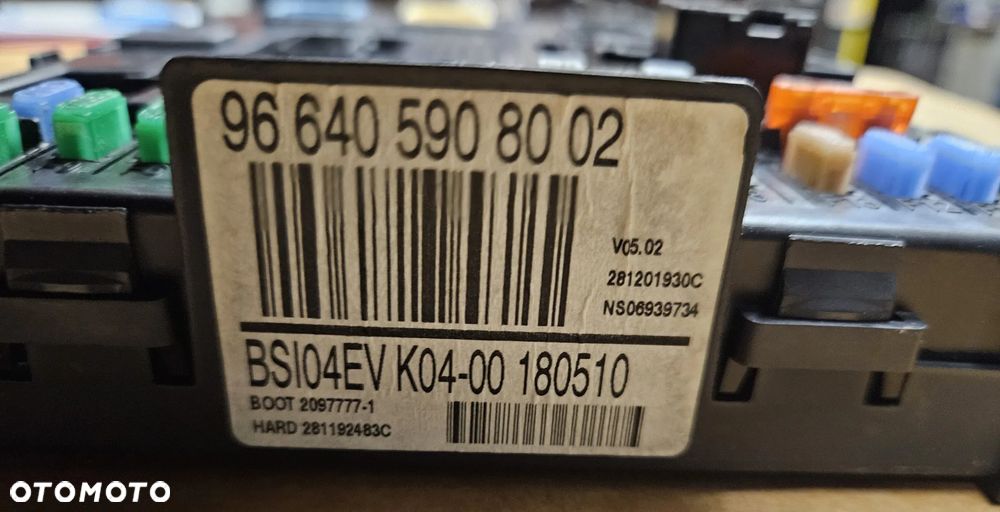 96 640 590 80 02
V05.02
281201930C
NS06939734
BSI04EV K04-00 180510
BOOT 2097777-1
HARD 281192483C
OTOMOTO